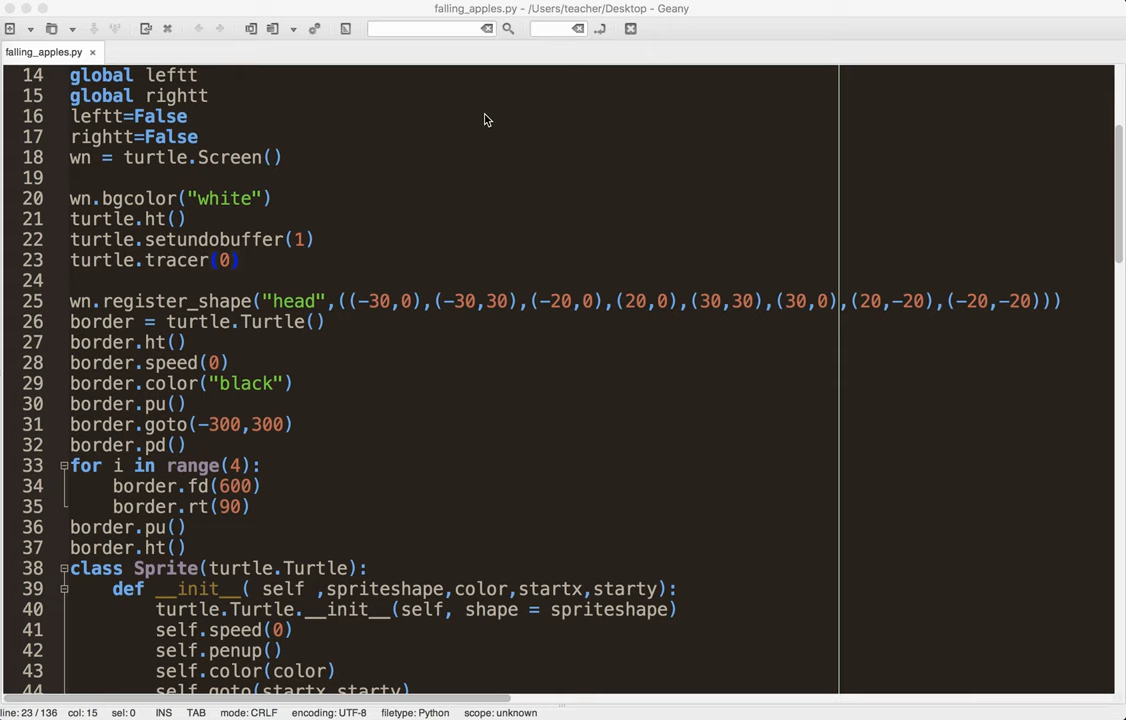 falling_apples.py - /Users/teacher/Desktop - Geany
falling_apples.py ×
14 global leftt
15 global rightt
16 leftt=False
17 rightt=False
18 wn = turtle.Screen()
19
20 wn.bgcolor("white")
21 turtle.ht()
22 turtle.setundobuffer(1)
23 turtle.tracer(0)
24
25 wn.register_shape("head",((-30,0),(-30,30),(-20,0),(20,0),(30,30),(30,0),(20,-20),(-20,-20)))
26 border = turtle.Turtle()
27 border.ht()
28 border.speed(0)
29 border.color("black")
30 border.pu()
31 border.goto(-300,300)
32 border.pd()
33 for i in range(4):
34 border.fd(600)
35 border.rt(90)
36 border.pu()
37 border.ht()
38 class Sprite(turtle.Turtle):
39 def __init__( self ,spriteshape,color,startx,starty):
40 turtle.Turtle.__init__(self, shape = spriteshape)
41 self.speed(0)
42 self.penup()
43 self.color(color)
44 self.goto(startx,starty)
line: 23 / 136 col: 15 sel: 0 INS TAB mode: CRLF encoding: UTF-8 filetype: Python scope: unknown